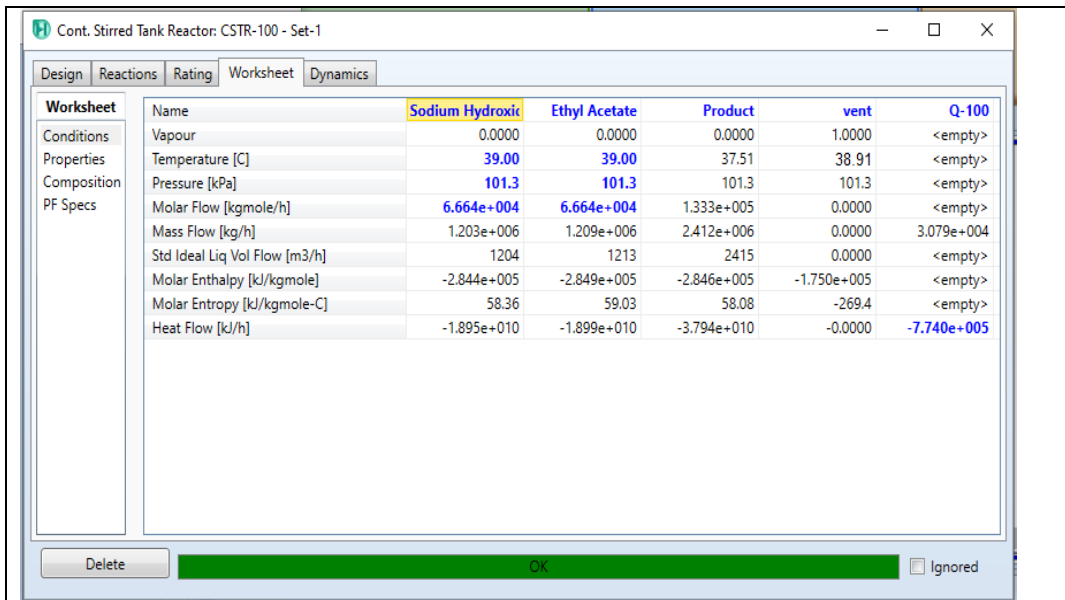 Cont. Stirred Tank Reactor: CSTR-100 - Set-1
Design Reactions Rating Worksheet Dynamics
Worksheet
Conditions
Properties
Composition
PF Specs
Name Sodium Hydroxic Ethyl Acetate Product vent Q-100
Vapour 0.0000 0.0000 0.0000 1.0000 <empty>
Temperature [C] 39.00 39.00 37.51 38.91 <empty>
Pressure [kPa] 101.3 101.3 101.3 101.3 <empty>
Molar Flow [kgmole/h] 6.664e+004 6.664e+004 1.333e+005 0.0000 <empty>
Mass Flow [kg/h] 1.203e+006 1.209e+006 2.412e+006 0.0000 3.079e+004
Std Ideal Liq Vol Flow [m3/h] 1204 1213 2415 0.0000 <empty>
Molar Enthalpy [kJ/kgmole] -2.844e+005 -2.849e+005 -2.846e+005 -1.750e+005 <empty>
Molar Entropy [kJ/kgmole-C] 58.36 59.03 58.08 -269.4 <empty>
Heat Flow [kJ/h] -1.895e+010 -1.899e+010 -3.794e+010 -0.0000 -7.740e+005
Delete OK Ignored